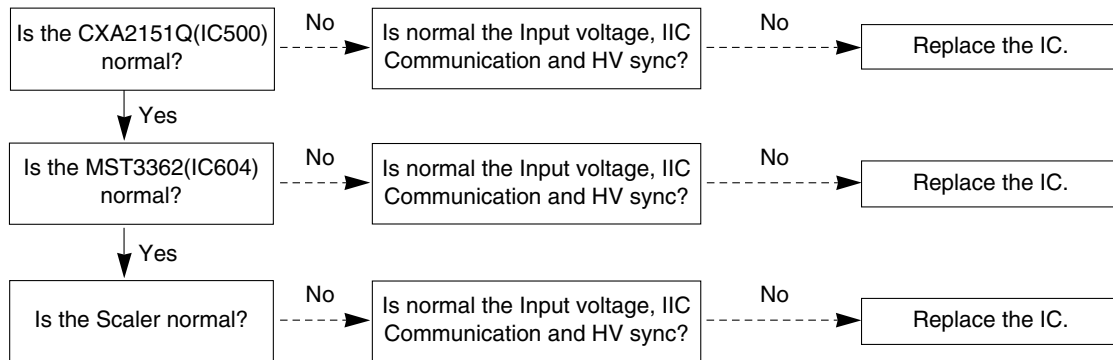 Is the CXA2151Q(IC500)
normal?
No
Is normal the Input voltage, IIC
Communication and HV sync?
No
Replace the IC.
Yes
Is the MST3362(IC604)
normal?
No
Is normal the Input voltage, IIC
Communication and HV sync?
No
Replace the IC.
Yes
Is the Scaler normal?
No
Is normal the Input voltage, IIC
Communication and HV sync?
No
Replace the IC.